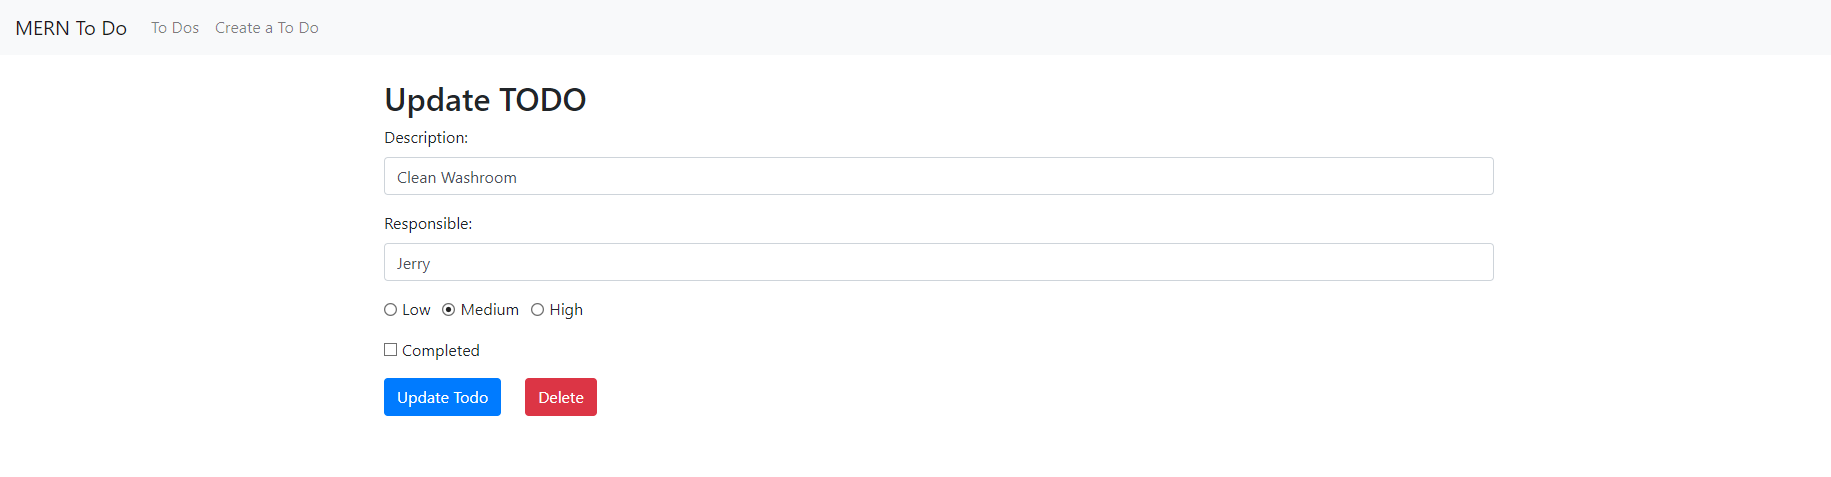 MERN To Do To Dos Create a To Do
Update TODO
Description:
Clean Washroom
Responsible:
Jerry
Low Medium High
Completed
Update Todo Delete